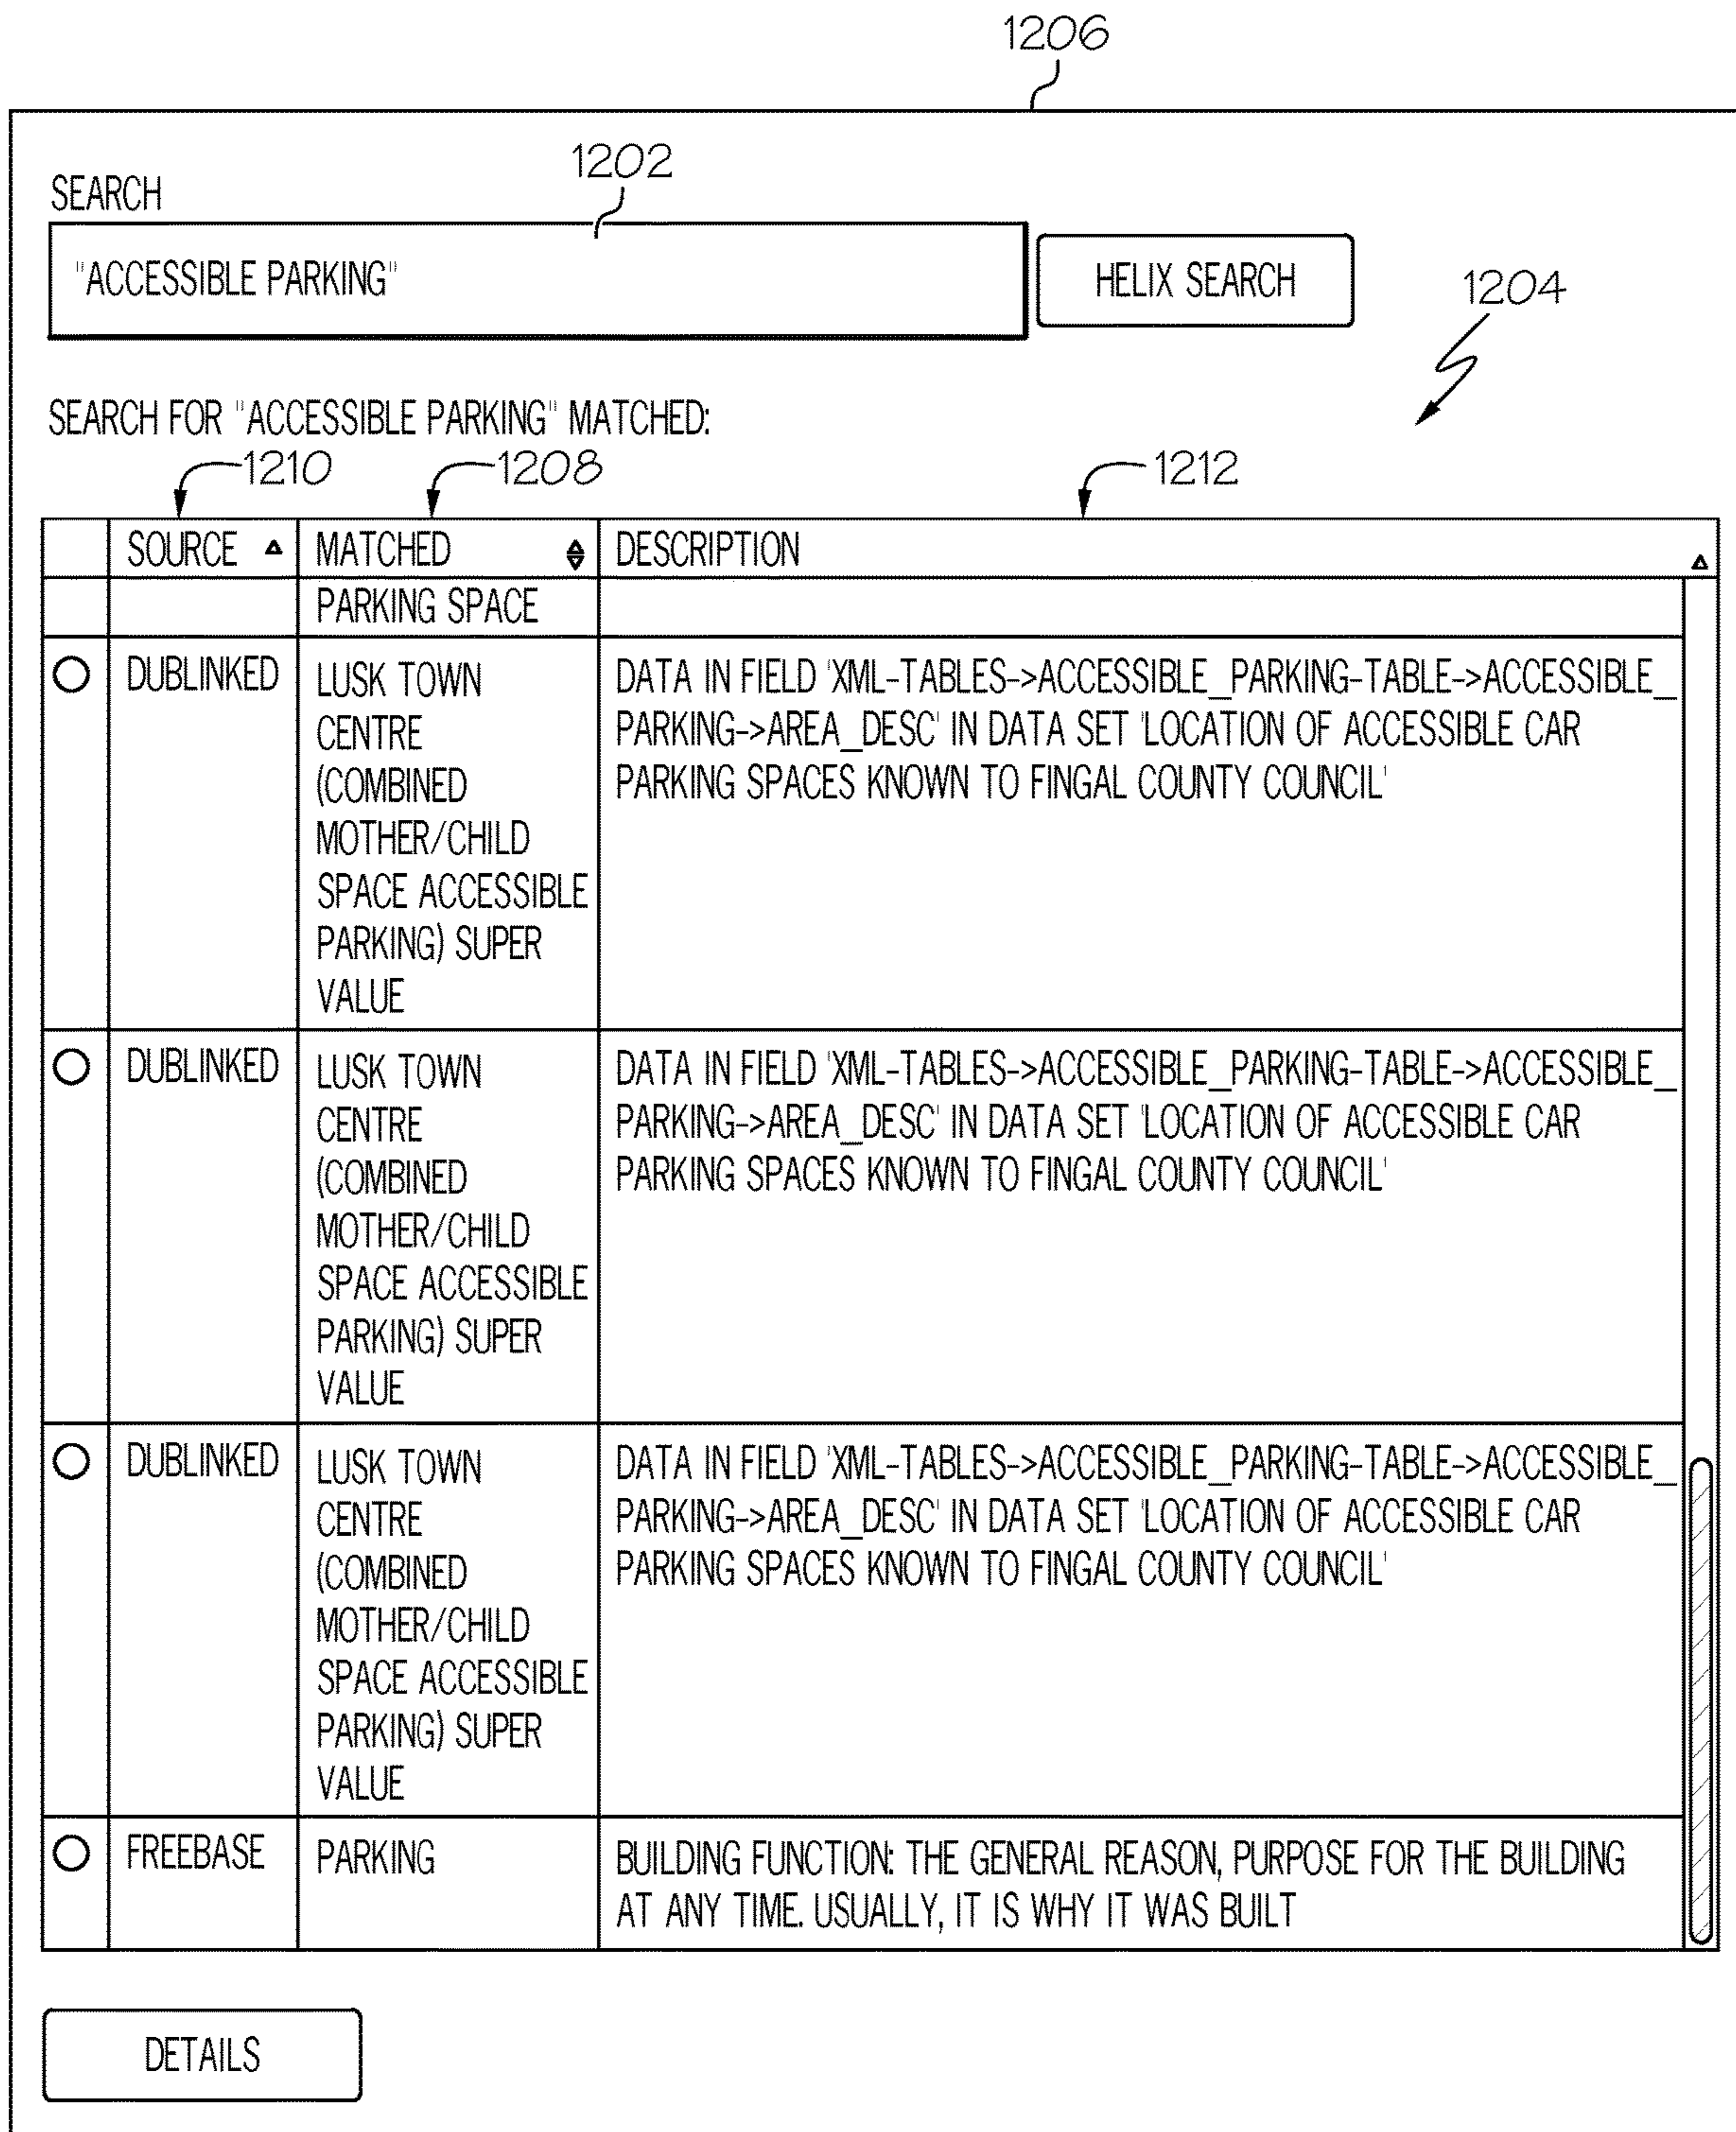 1206
1202
SEARCH
"ACCESSIBLE PARKING"
HELIX SEARCH
1204
SEARCH FOR "ACCESSIBLE PARKING" MATCHED:
1210
1208
1212
SOURCE
MATCHED
DESCRIPTION
PARKING SPACE
DUBLINKED
LUSK TOWN
CENTRE
(COMBINED
MOTHER/CHILD
SPACE ACCESSIBLE
PARKING) SUPER
VALUE
DATA IN FIELD 'XML-TABLES->ACCESSIBLE_PARKING-TABLE->ACCESSIBLE_
PARKING->AREA_DESC' IN DATA SET 'LOCATION OF ACCESSIBLE CAR
PARKING SPACES KNOWN TO FINGAL COUNTY COUNCIL'
DUBLINKED
LUSK TOWN
CENTRE
(COMBINED
MOTHER/CHILD
SPACE ACCESSIBLE
PARKING) SUPER
VALUE
DATA IN FIELD 'XML-TABLES->ACCESSIBLE_PARKING-TABLE->ACCESSIBLE_
PARKING->AREA_DESC' IN DATA SET 'LOCATION OF ACCESSIBLE CAR
PARKING SPACES KNOWN TO FINGAL COUNTY COUNCIL'
DUBLINKED
LUSK TOWN
CENTRE
(COMBINED
MOTHER/CHILD
SPACE ACCESSIBLE
PARKING) SUPER
VALUE
DATA IN FIELD 'XML-TABLES->ACCESSIBLE_PARKING-TABLE->ACCESSIBLE_
PARKING->AREA_DESC' IN DATA SET 'LOCATION OF ACCESSIBLE CAR
PARKING SPACES KNOWN TO FINGAL COUNTY COUNCIL'
FREEBASE
PARKING
BUILDING FUNCTION: THE GENERAL REASON, PURPOSE FOR THE BUILDING
AT ANY TIME. USUALLY, IT IS WHY IT WAS BUILT
DETAILS